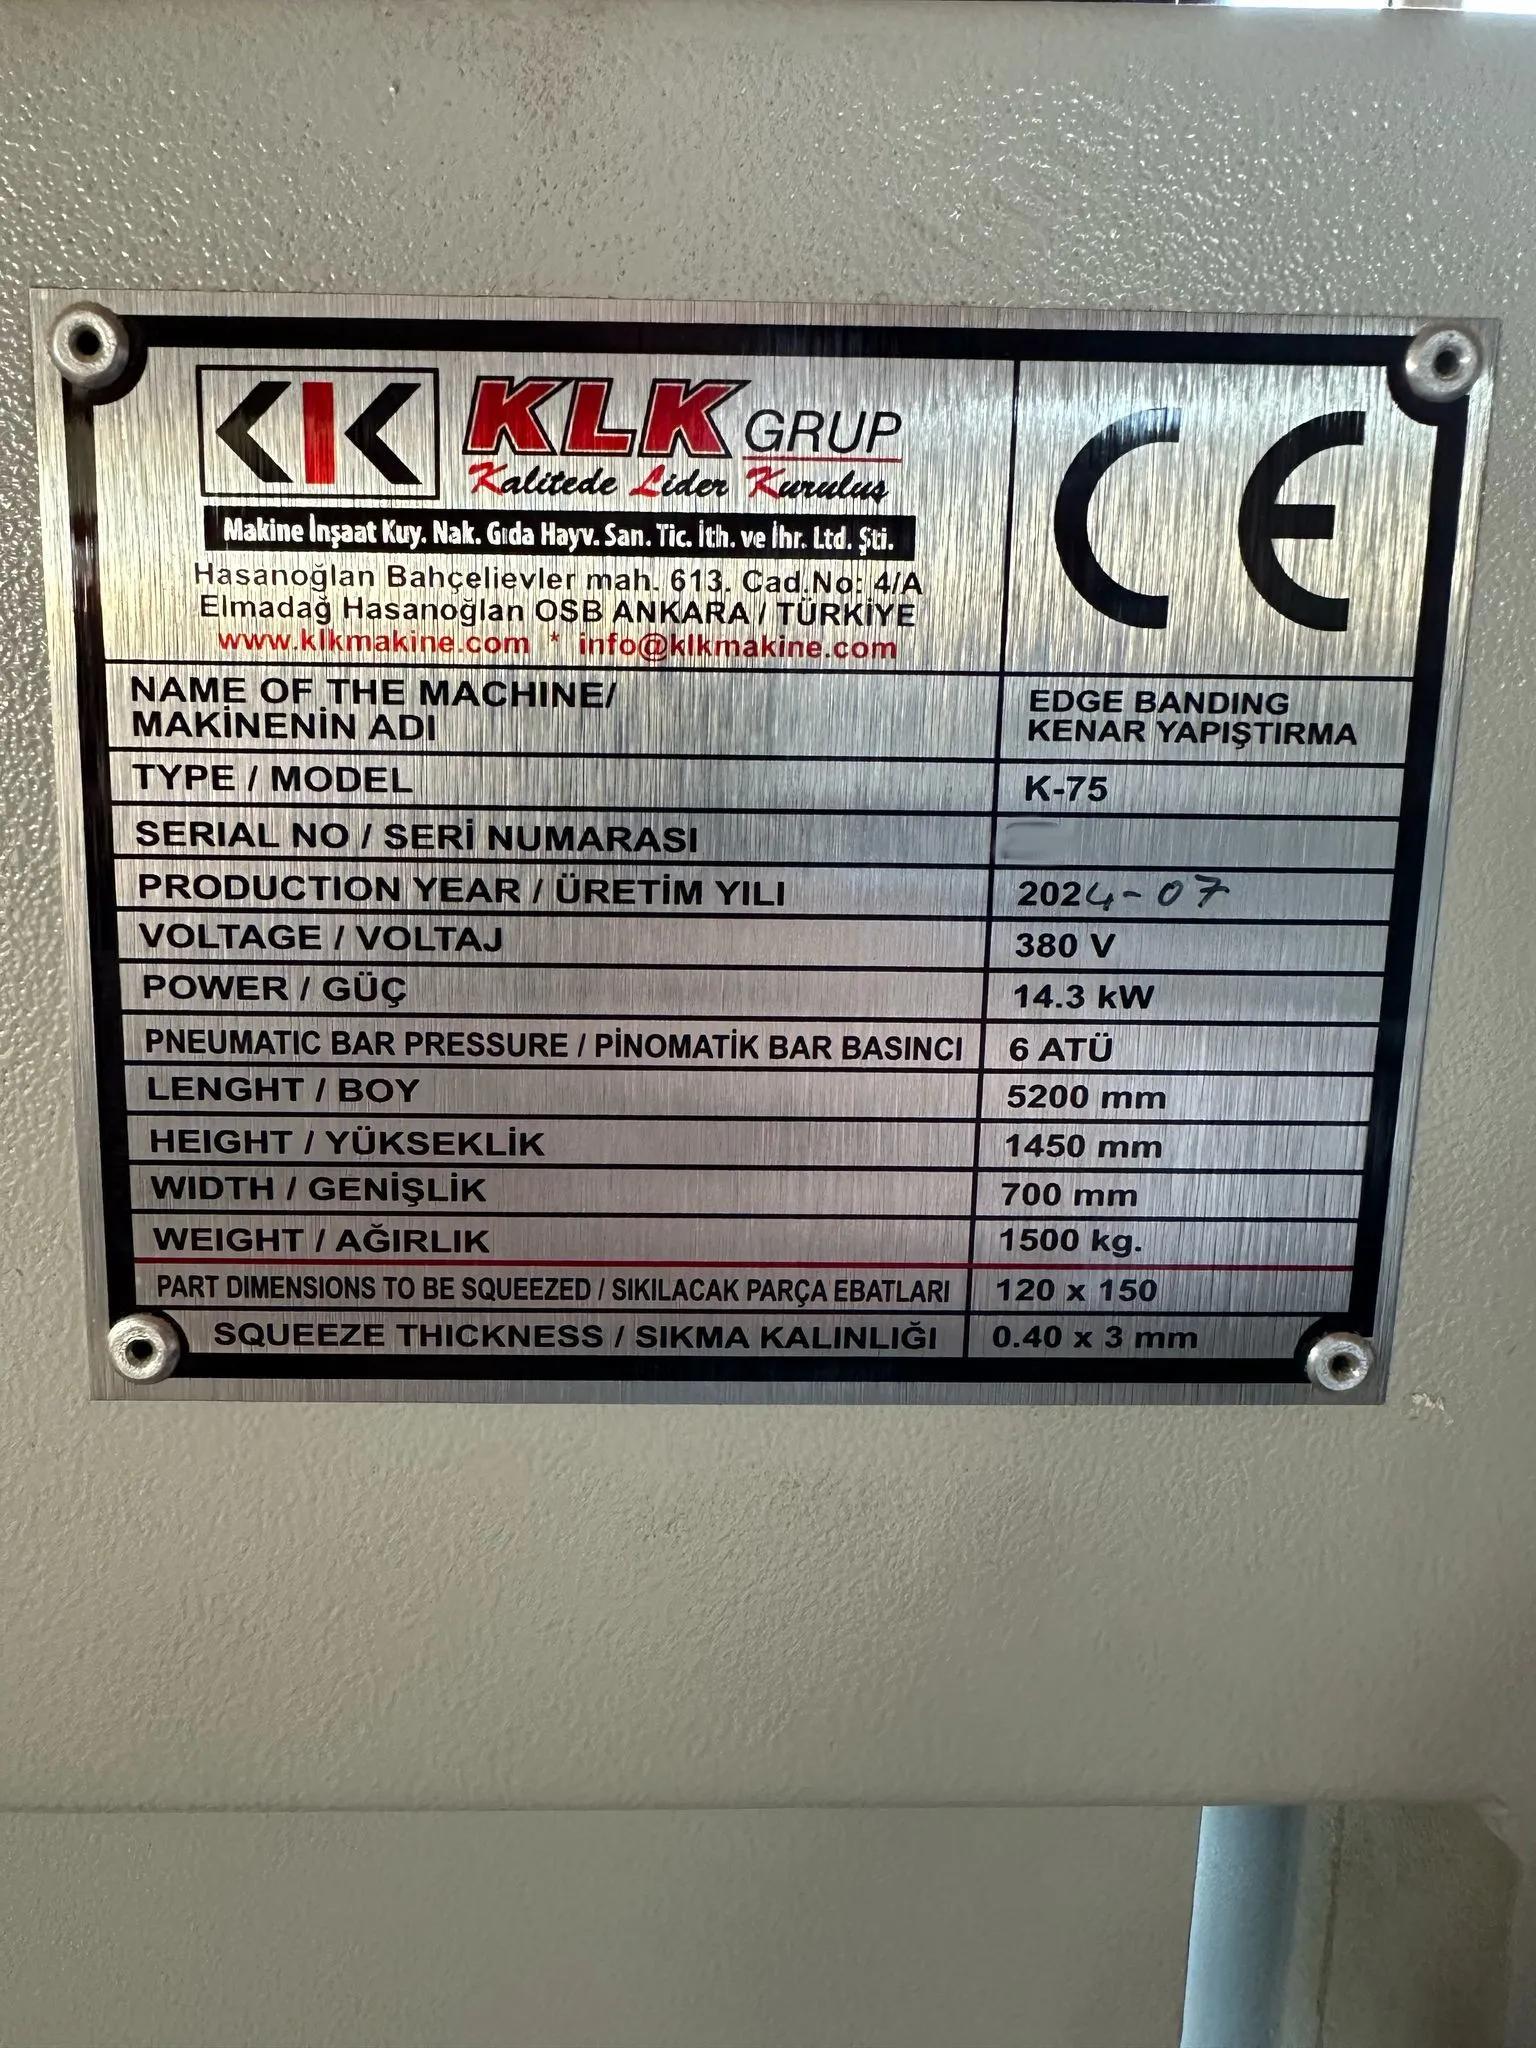 KIK KLK GRUP
Kalitede Lider Kuruluş
Makine İnşaat Kuy. Nak. Gıda Hayv. San. Tic. İth. ve İhr. Ltd. Şti.
Hasanoğlan Bahçelievler mah. 613. Cad.No: 4/A
Elmadağ Hasanoğlan OSB ANKARA / TÜRKİYE
www.klkmakine.com * info@klkmakine.com
CE
NAME OF THE MACHINE/
MAKİNENİN ADI
EDGE BANDING
KENAR YAPIŞTIRMA
TYPE / MODEL K-75
SERIAL NO / SERİ NUMARASI
PRODUCTION YEAR / ÜRETİM YILI 2024-07
VOLTAGE / VOLTAJ 380 V
POWER / GÜÇ 14.3 kW
PNEUMATIC BAR PRESSURE / PİNOMATİK BAR BASINCI 6 ATÜ
LENGHT / BOY 5200 mm
HEIGHT / YÜKSEKLİK 1450 mm
WIDTH / GENİŞLİK 700 mm
WEIGHT / AĞIRLIK 1500 kg.
PART DIMENSIONS TO BE SQUEEZED / SIKILACAK PARÇA EBATLARI 120 x 150
SQUEEZE THICKNESS / SIKMA KALINLIĞI 0.40 x 3 mm